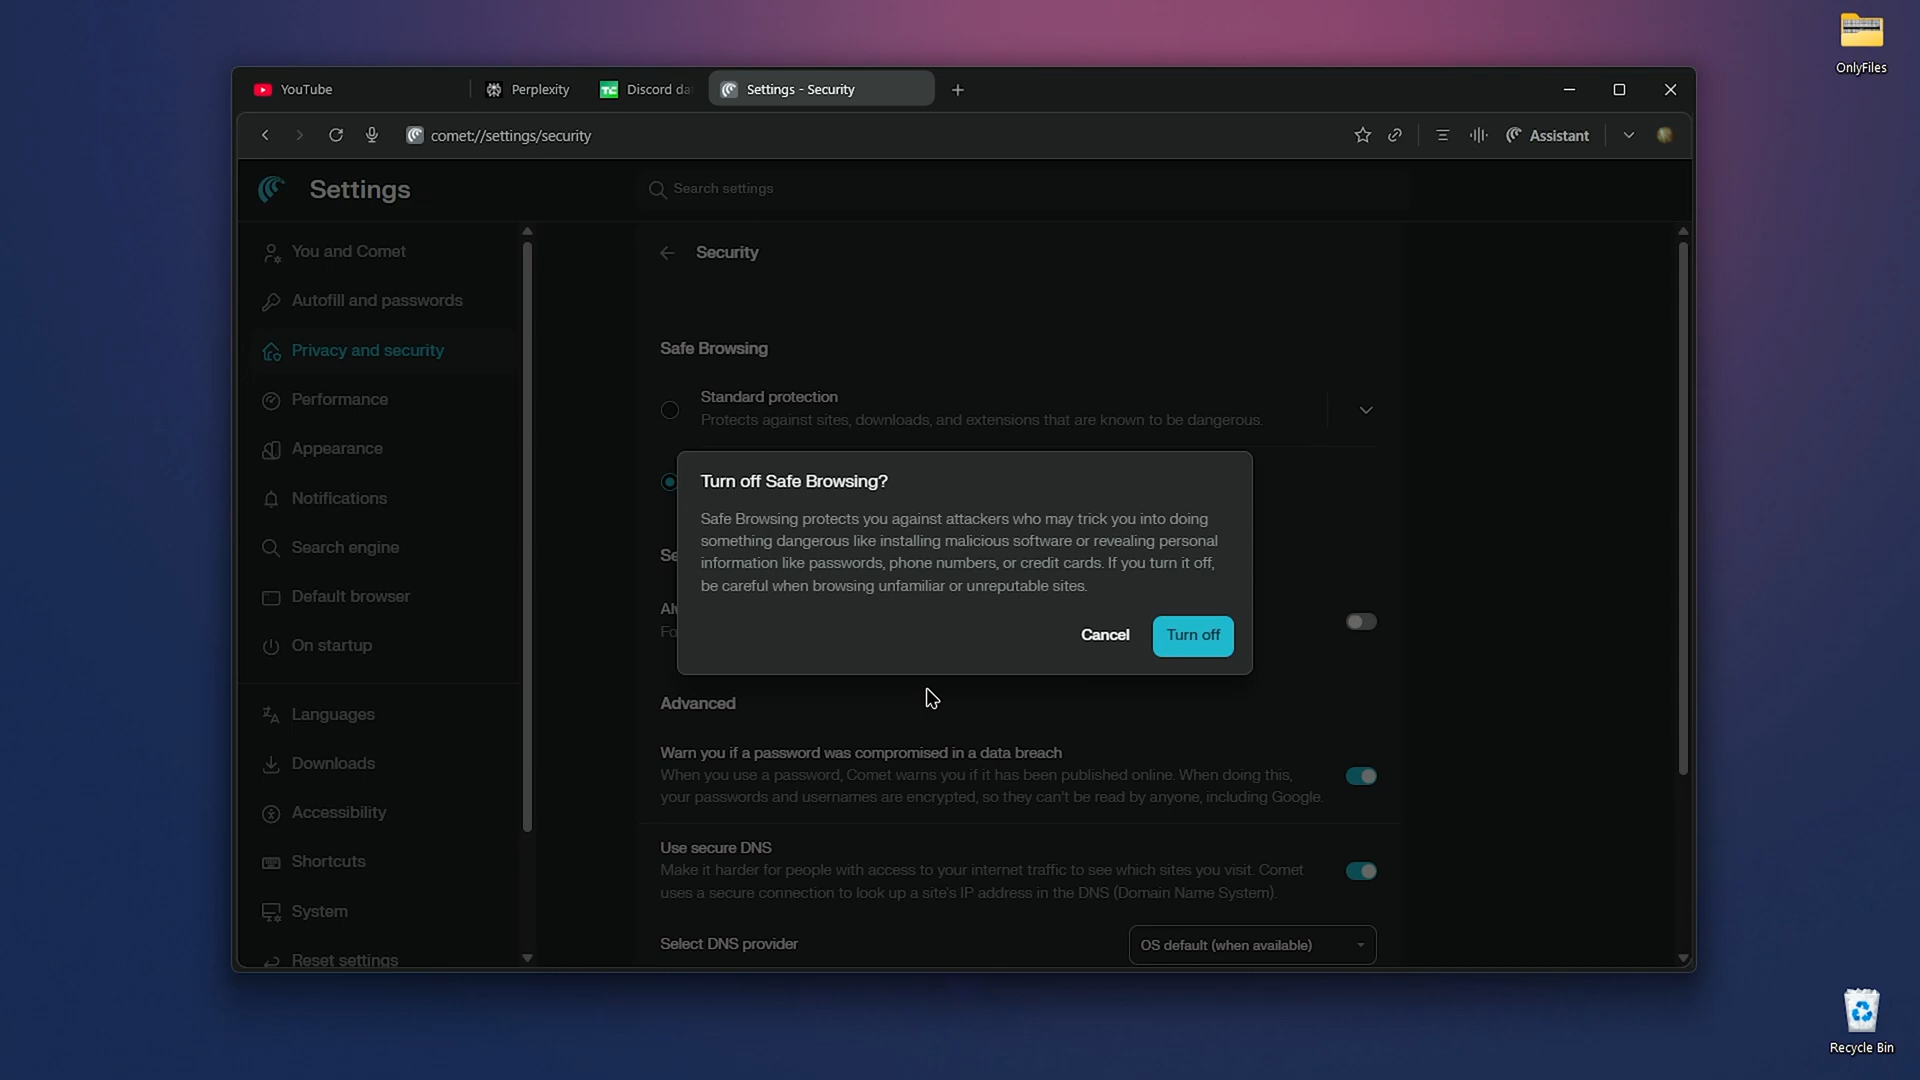 OnlyFiles
YouTube
Perplexity
Discord da
Settings - Security
comet://settings/security
Assistant
Settings
Search settings
You and Comet
Autofill and passwords
Privacy and security
Performance
Appearance
Notifications
Search engine
Default browser
On startup
Languages
Downloads
Accessibility
Shortcuts
System
Reset settings
Security
Safe Browsing
Standard protection
Protects against sites, downloads, and extensions that are known to be dangerous.
Turn off Safe Browsing?
Safe Browsing protects you against attackers who may trick you into doing
something dangerous like installing malicious software or revealing personal
information like passwords, phone numbers, or credit cards. If you turn it off,
be careful when browsing unfamiliar or unreputable sites.
Cancel
Turn off
Advanced
Warn you if a password was compromised in a data breach
When you use a password, Comet warns you if it has been published online. When doing this,
your passwords and usernames are encrypted, so they can't be read by anyone, including Google.
Use secure DNS
Make it harder for people with access to your internet traffic to see which sites you visit. Comet
uses a secure connection to look up a site's IP address in the DNS (Domain Name System).
Select DNS provider
OS default (when available)
Recycle Bin